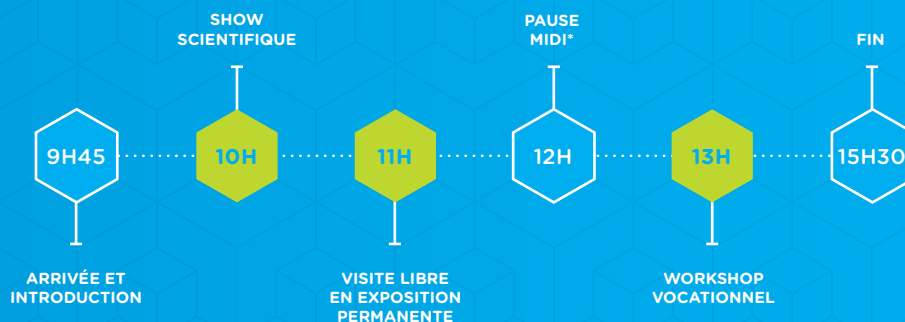 SHOW
SCIENTIFIQUE
PAUSE
MIDI*
FIN
9H45
10H
11H
12H
13H
15H30
ARRIVÉE ET
INTRODUCTION
VISITE LIBRE
EN EXPOSITION
PERMANENTE
WORKSHOP
VOCATIONNEL